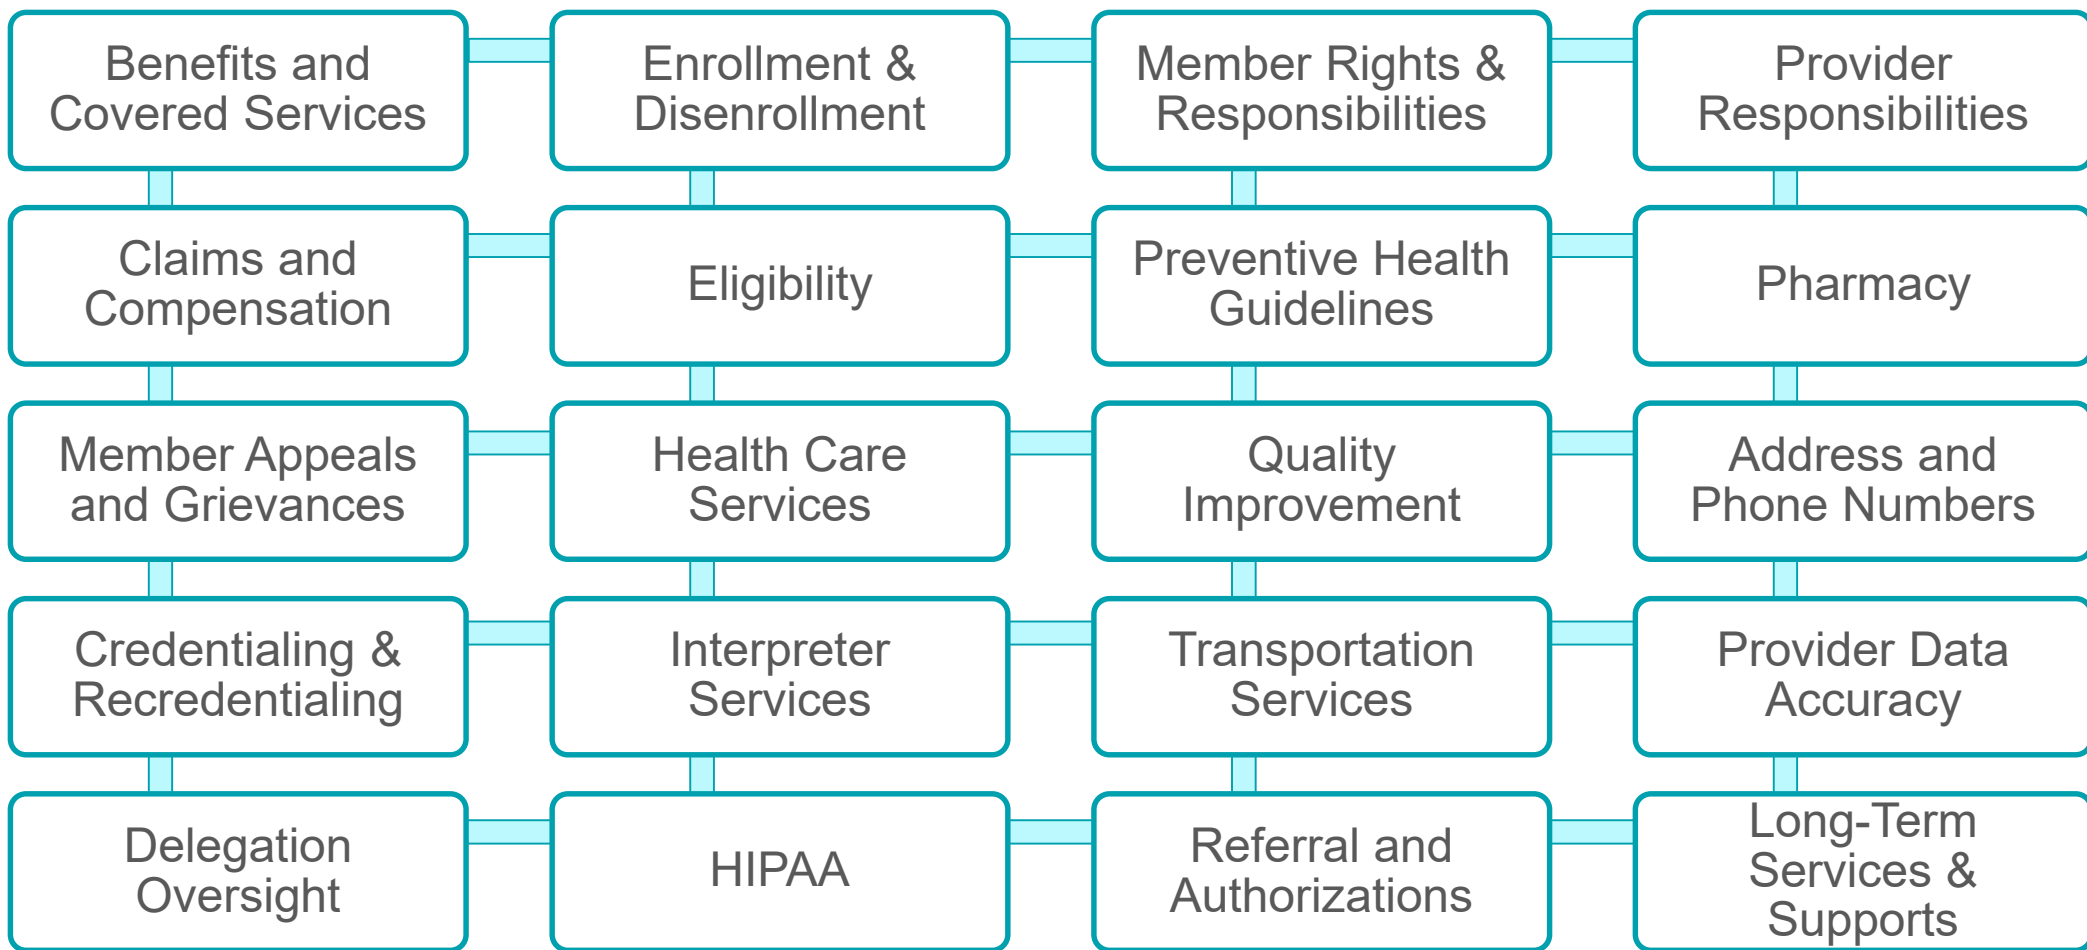 Benefits and
Covered Services
Enrollment &
Disenrollment
Member Rights &
Responsibilities
Provider
Responsibilities
Claims and
Compensation
Eligibility
Preventive Health
Guidelines
Pharmacy
Member Appeals
and Grievances
Health Care
Services
Quality
Improvement
Address and
Phone Numbers
Credentialing &
Recredentialing
Interpreter
Services
Transportation
Services
Provider Data
Accuracy
Delegation
Oversight
HIPAA
Referral and
Authorizations
Long-Term
Services &
Supports